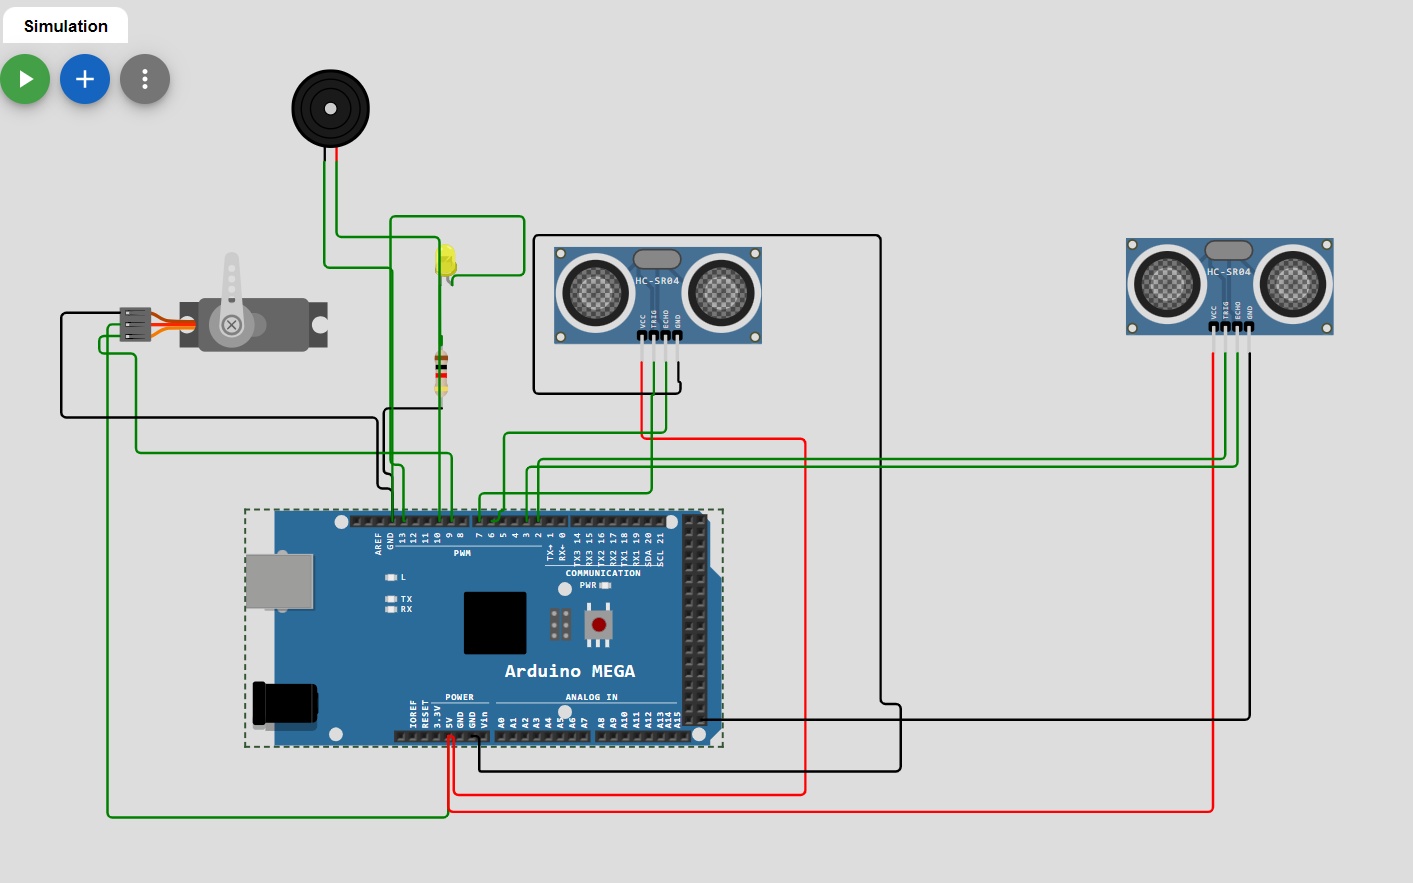 Simulation
HC-SR04
VCC
TRIG
ECHO
GND
HC-SR04
VCC
TRIG
ECHO
GND
AREF
GND
13
12
11
10
9
8
7
6
5
4
3
2
TX→ 1
RX← 0
TX3 14
RX3 15
TX2 16
RX2 17
TX1 18
RX1 19
SDA 20
SCL 21
PWM
COMMUNICATION
L
PWR
TX
RX
Arduino MEGA
POWER
ANALOG IN
IOREF
RESET
3.3V
5V
GND
GND
Vin
A0
A1
A2
A3
A4
A5
A6
A7
A8
A9
A10
A11
A12
A13
A14
A15